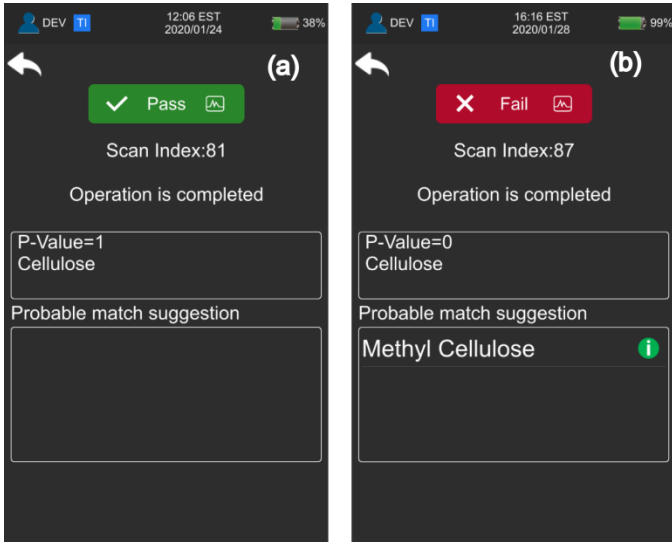 DEV TI 12:06 EST 38%
2020/01/24
(a)
Pass
Scan Index:81
Operation is completed
P-Value=1
Cellulose
Probable match suggestion
DEV TI 16:16 EST 99%
2020/01/28
(b)
Fail
Scan Index:87
Operation is completed
P-Value=0
Cellulose
Probable match suggestion
Methyl Cellulose i